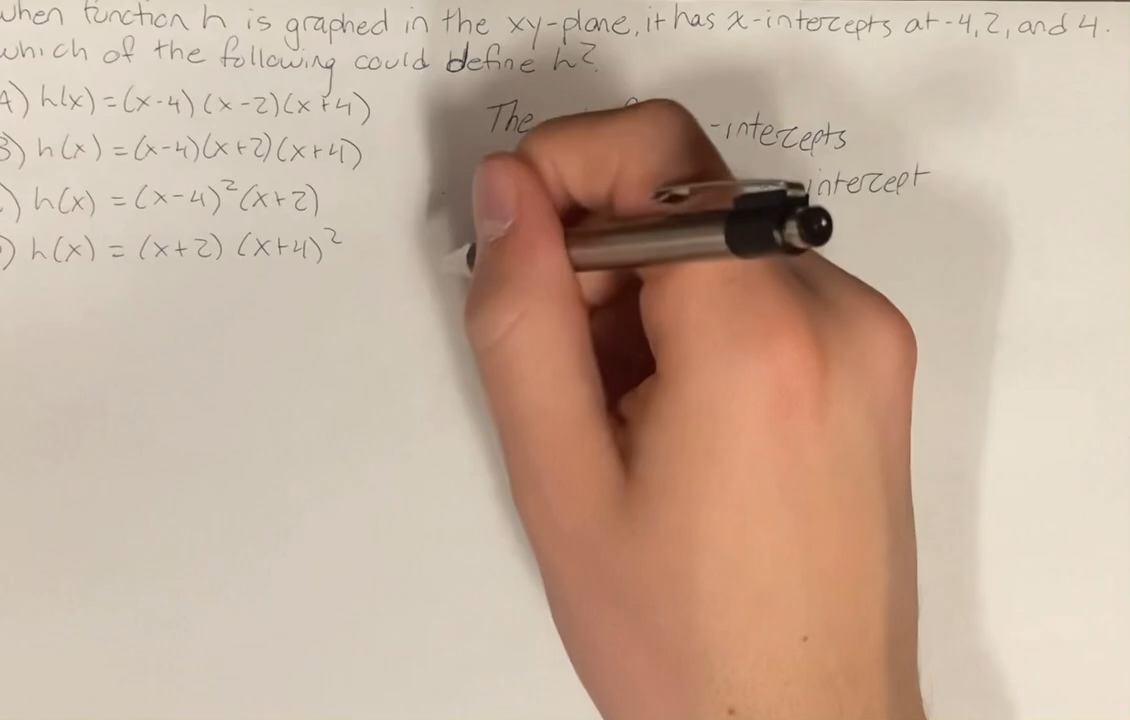 when function h is graphed in the xy-plane, it has x-intercepts at -4, 2, and 4.
which of the following could define h?
A) h(x) = (x-4)(x-2)(x+4)
B) h(x) = (x-4)(x+2)(x+4)
) h(x) = (x-4)²(x+2)
) h(x) = (x+2) (x+4)²
The -intercepts
intercept